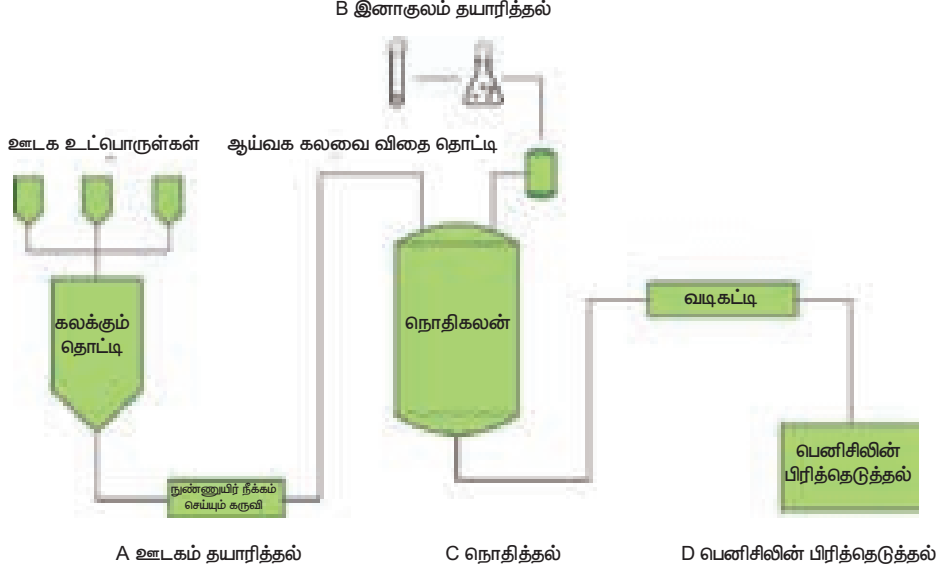 B இனாகுலம் தயாரித்தல்
ஊடக உட்பொருள்கள்
ஆய்வக கலவை விதை தொட்டி
கலக்கும்
தொட்டி
நொதிகலன்
வடிகட்டி
பெனிசிலின்
பிரித்தெடுத்தல்
நுண்ணுயிர் நீக்கம்
செய்யும் கருவி
A ஊடகம் தயாரித்தல்
C நொதித்தல்
D பெனிசிலின் பிரித்தெடுத்தல்